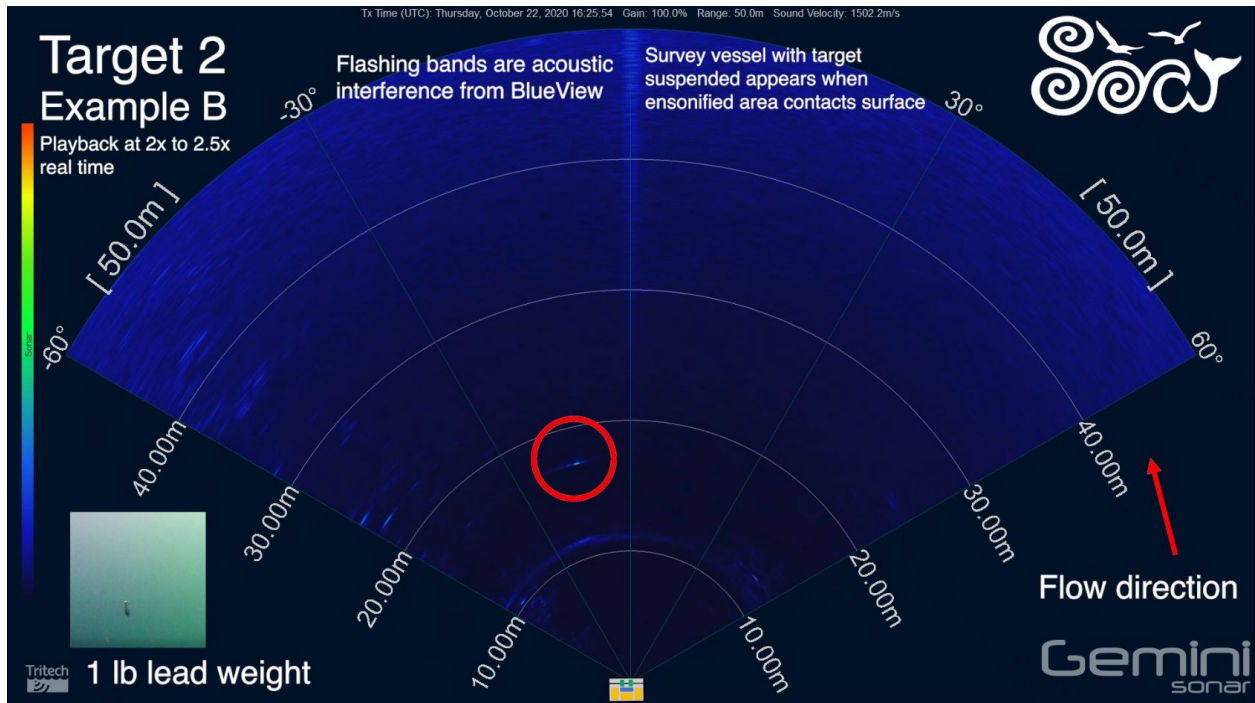 Tx Time (UTC): Thursday, October 22, 2020 16:25:54 Gain: 100.0% Range: 50.0m Sound Velocity: 1502.2m/s
Target 2
Example B
Playback at 2x to 2.5x
real time
Flashing bands are acoustic
interference from BlueView
Survey vessel with target
suspended appears when
ensonified area contacts surface
Soar
-30°
30°
[ 50.0m ]
[ 50.0m ]
-60°
60°
Sonar
40.00m
40.00m
30.00m
30.00m
20.00m
20.00m
10.00m
10.00m
Flow direction
Tritech
1 lb lead weight
Gemini
sonar